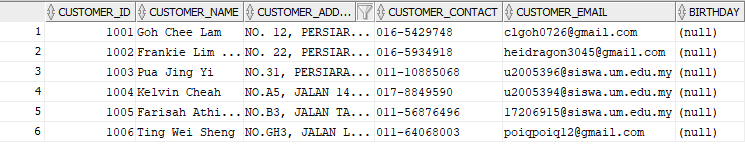 CUSTOMER_ID CUSTOMER_NAME CUSTOMER_ADD... CUSTOMER_CONTACT CUSTOMER_EMAIL BIRTHDAY
1 1001 Goh Chee Lam NO. 12, PERSIAR... 016-5429748 clgoh0726@gmail.com (null)
2 1002 Frankie Lim ... NO. 22, PERSIAR... 016-5934918 heidragon3045@gmail.com (null)
3 1003 Pua Jing Yi NO.31, PERSIARA... 011-10885068 u2005396@siswa.um.edu.my (null)
4 1004 Kelvin Cheah NO.A5, JALAN 14... 017-8849590 u2005394@siswa.um.edu.my (null)
5 1005 Farisah Athi... NO.B3, JALAN TA... 011-56876496 17206915@siswa.um.edu.my (null)
6 1006 Ting Wei Sheng NO.GH3, JALAN L... 011-64068003 poiqpoiq12@gmail.com (null)